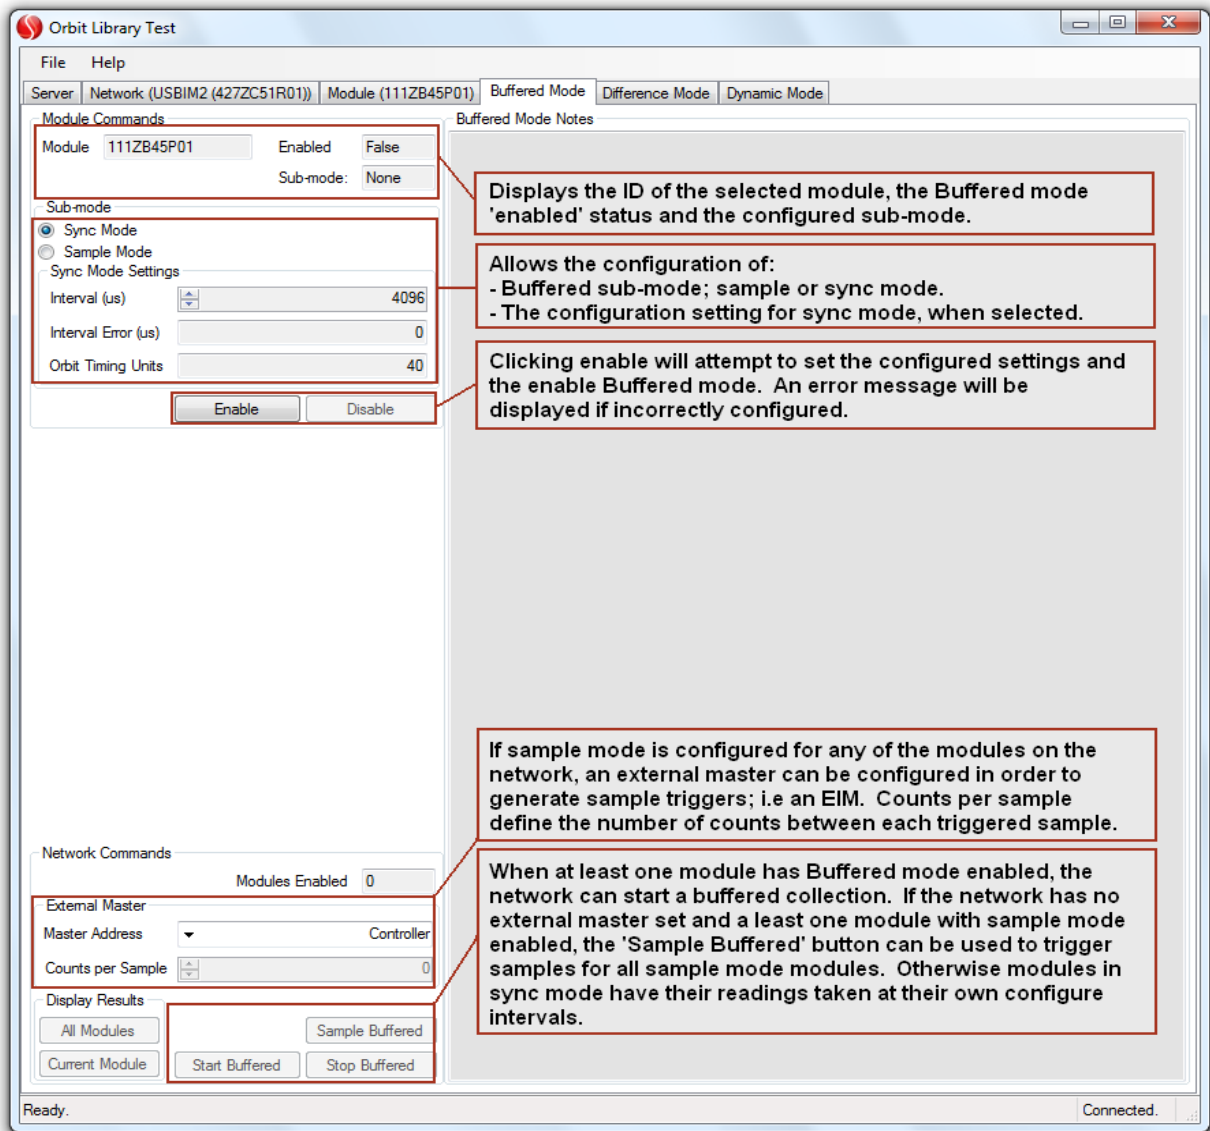 Orbit Library Test
File Help
Server Network (USBIM2 (427ZC51R01)) Module (111ZB45P01) Buffered Mode Difference Mode Dynamic Mode
Module Commands
Module 111ZB45P01 Enabled False
Sub-mode: None
Sub-mode
Sync Mode
Sample Mode
Sync Mode Settings
Interval (us) 4096
Interval Error (us) 0
Orbit Timing Units 40
Enable Disable
Buffered Mode Notes
Displays the ID of the selected module, the Buffered mode
'enabled' status and the configured sub-mode.
Allows the configuration of:
- Buffered sub-mode; sample or sync mode.
- The configuration setting for sync mode, when selected.
Clicking enable will attempt to set the configured settings and
the enable Buffered mode. An error message will be
displayed if incorrectly configured.
If sample mode is configured for any of the modules on the
network, an external master can be configured in order to
generate sample triggers; i.e an EIM. Counts per sample
define the number of counts between each triggered sample.
When at least one module has Buffered mode enabled, the
network can start a buffered collection. If the network has no
external master set and a least one module with sample mode
enabled, the 'Sample Buffered' button can be used to trigger
samples for all sample mode modules. Otherwise modules in
sync mode have their readings taken at their own configure
intervals.
Network Commands
Modules Enabled 0
External Master
Master Address Controller
Counts per Sample 0
Display Results
All Modules Sample Buffered
Current Module Start Buffered Stop Buffered
Ready. Connected.